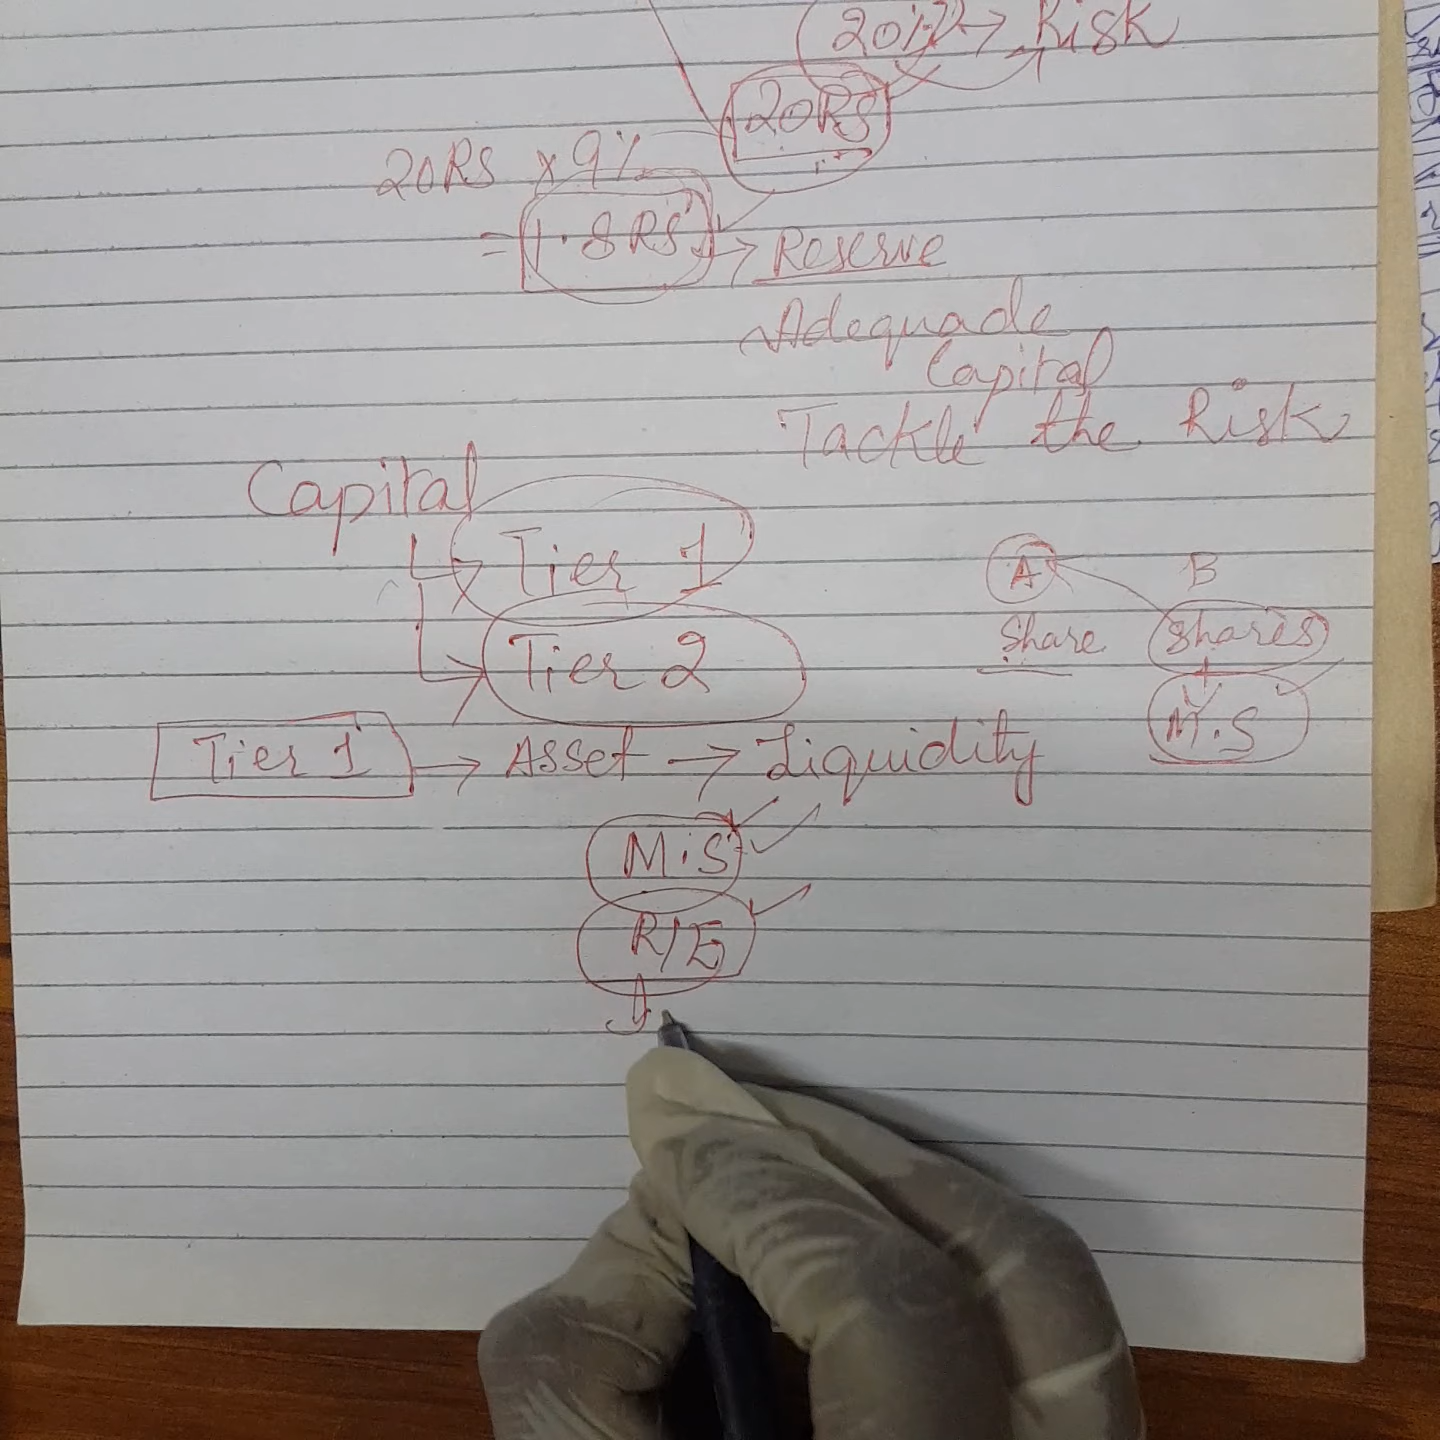 (20%) → Risk
20RS
20RS x 9%
= 1.8RS → Reserve
Adequade
Capital
Tackle the Risk
Capital
Tier 1
Tier 2
A B
Share shares
M.S
Tier 1 → Asset → Liquidity
M.S
R/E